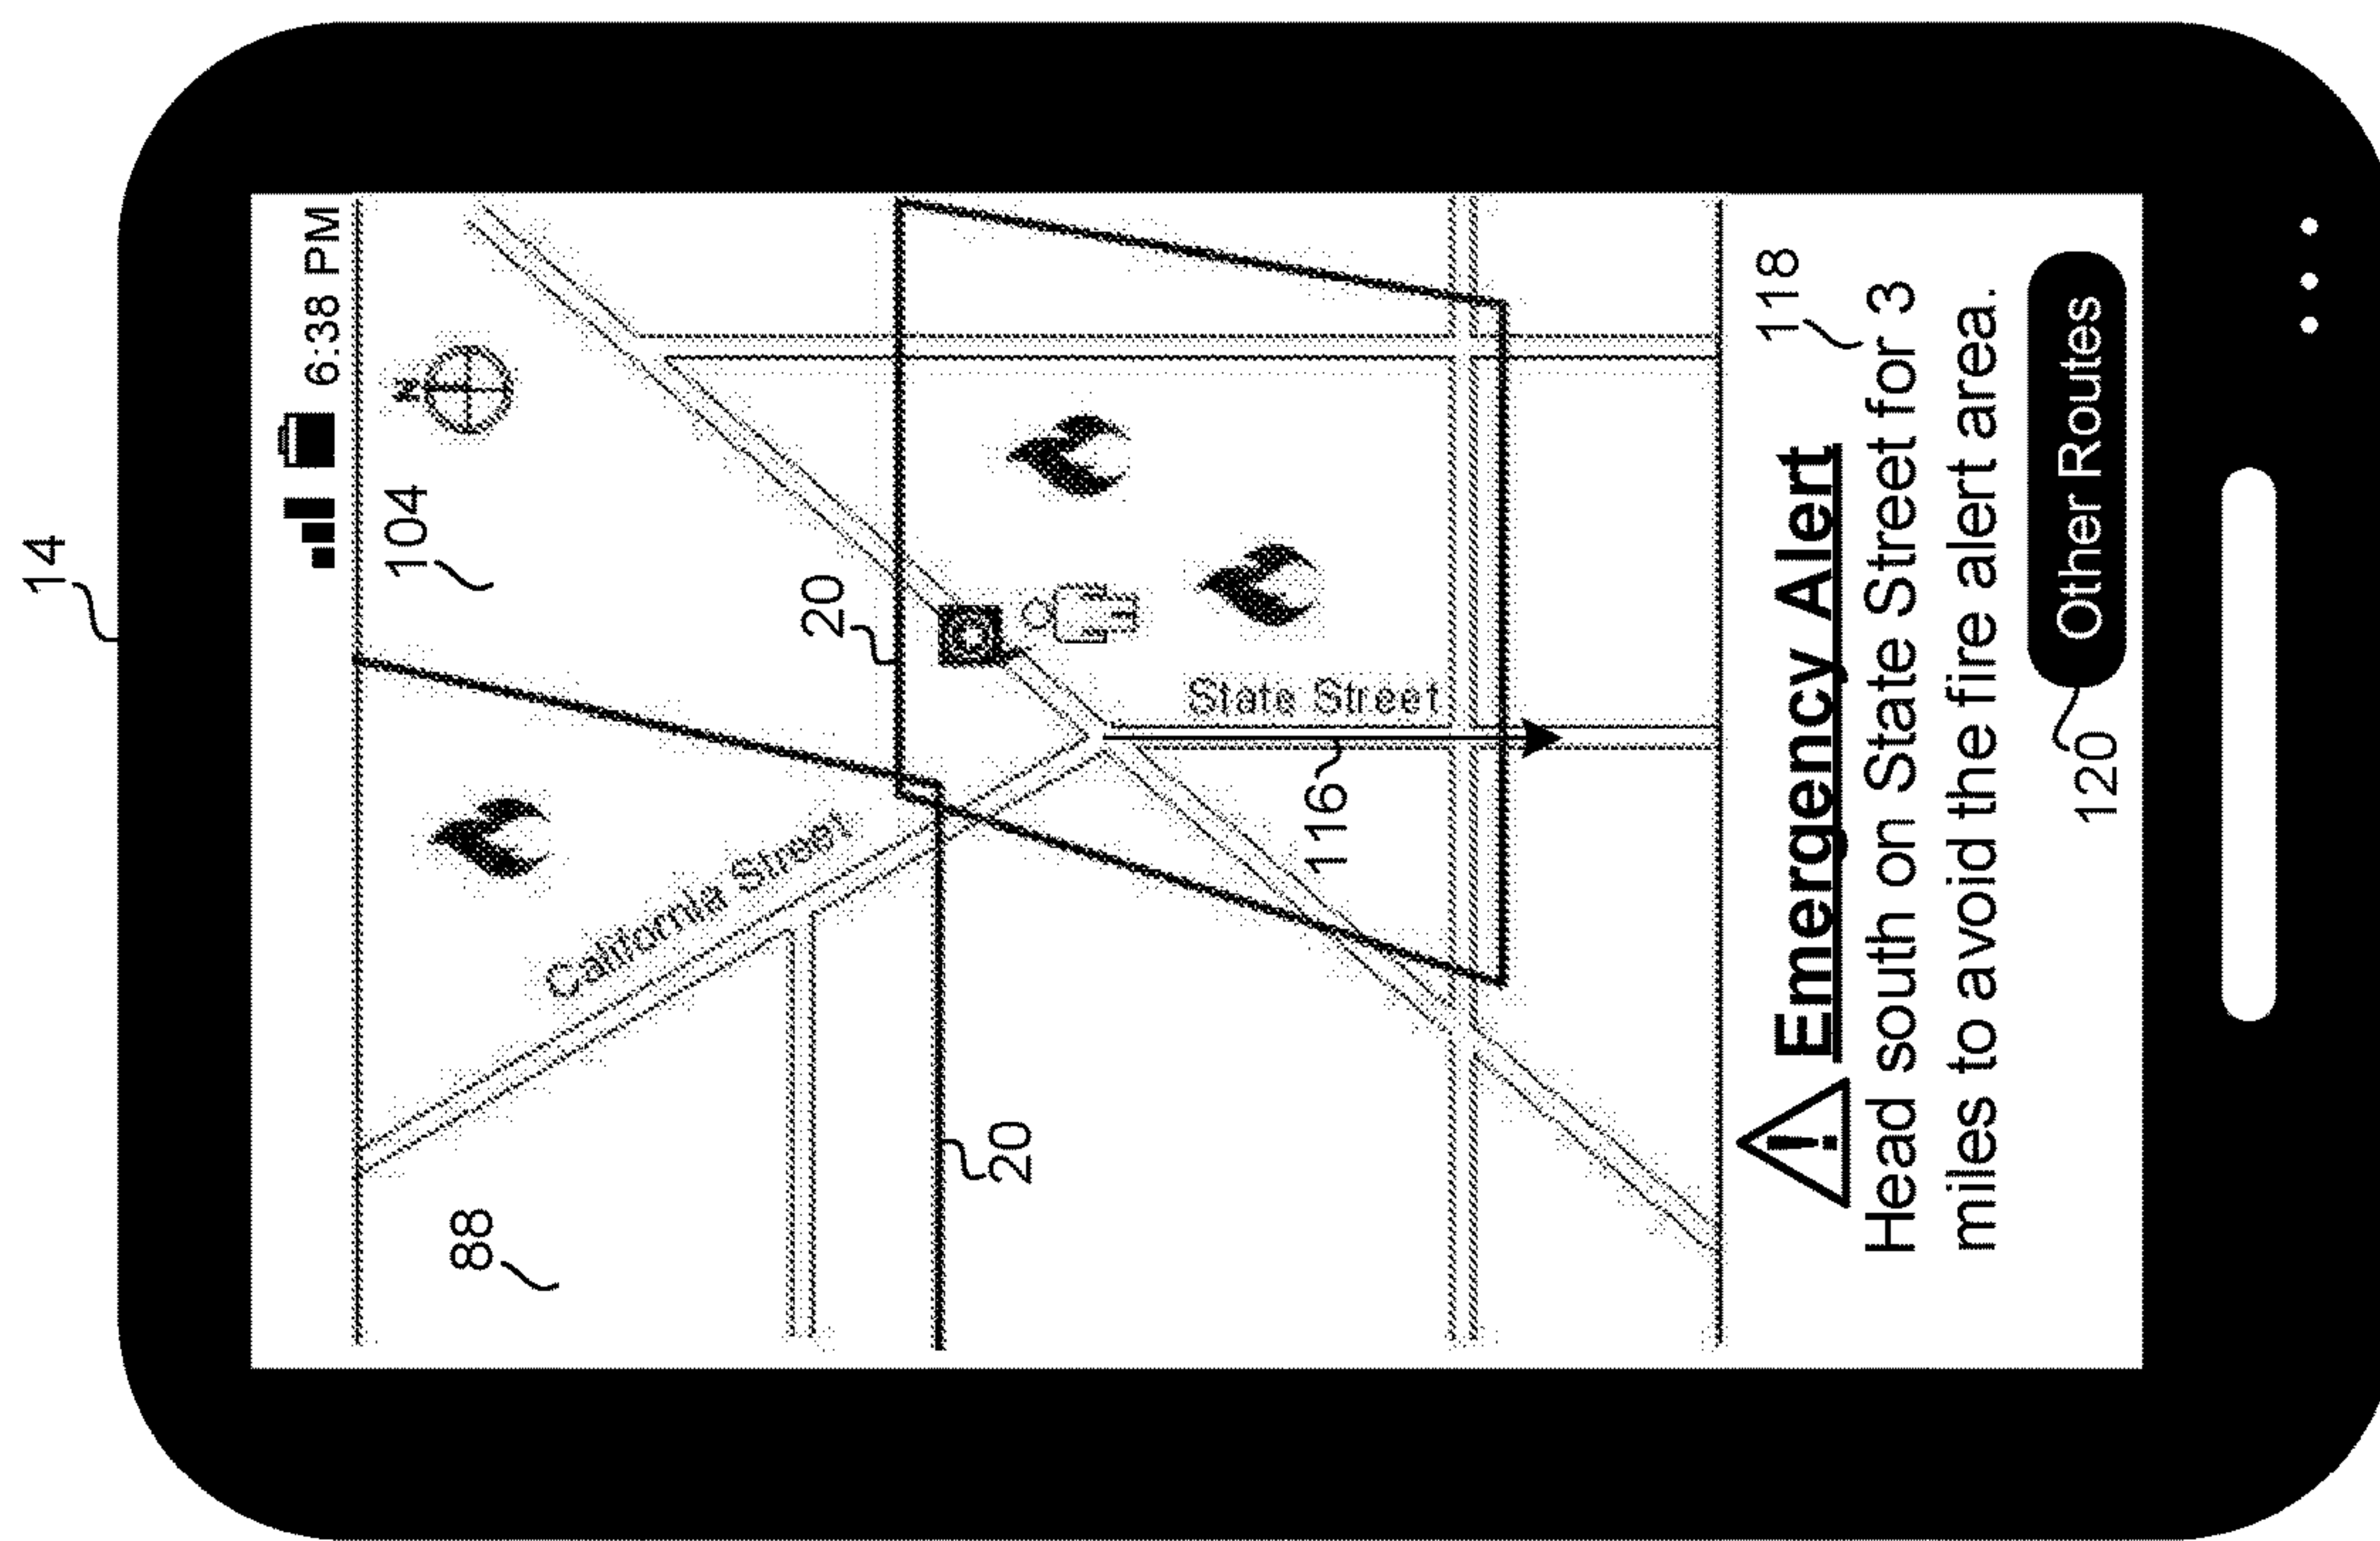 14
6:38 PM
104
N
88
California Street
20
20
State Street
116
118
Emergency Alert
Head south on State Street for 3
miles to avoid the fire alert area.
Other Routes
120